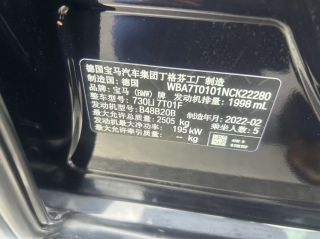 德国宝马汽车集团丁格芬工厂制造
制造国：德国 WBA7T0101NCK22280
品牌：宝马 (BMW) 牌 发动机排量：1998 mL
整车型号：730Li 7T01F
发动机型号：B48B20B 制造年月：2022-02
最大允许总质量：2505 kg 乘坐人数：5
发动机最大净功率：195 kW
最大允许牵引质量： kg